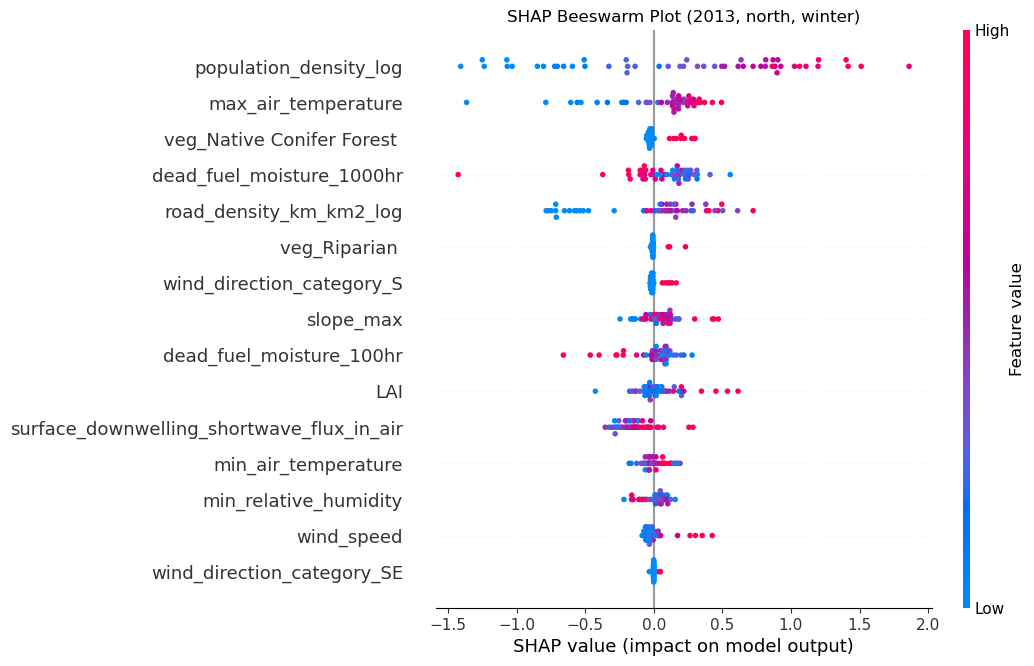 SHAP Beeswarm Plot (2013, north, winter)
High
population_density_log
max_air_temperature
veg_Native Conifer Forest
dead_fuel_moisture_1000hr
road_density_km_km2_log
veg_Riparian
wind_direction_category_S
slope_max
dead_fuel_moisture_100hr
LAI
surface_downwelling_shortwave_flux_in_air
min_air_temperature
min_relative_humidity
wind_speed
wind_direction_category_SE
Feature value
Low
−1.5 −1.0 −0.5 0.0 0.5 1.0 1.5 2.0
SHAP value (impact on model output)